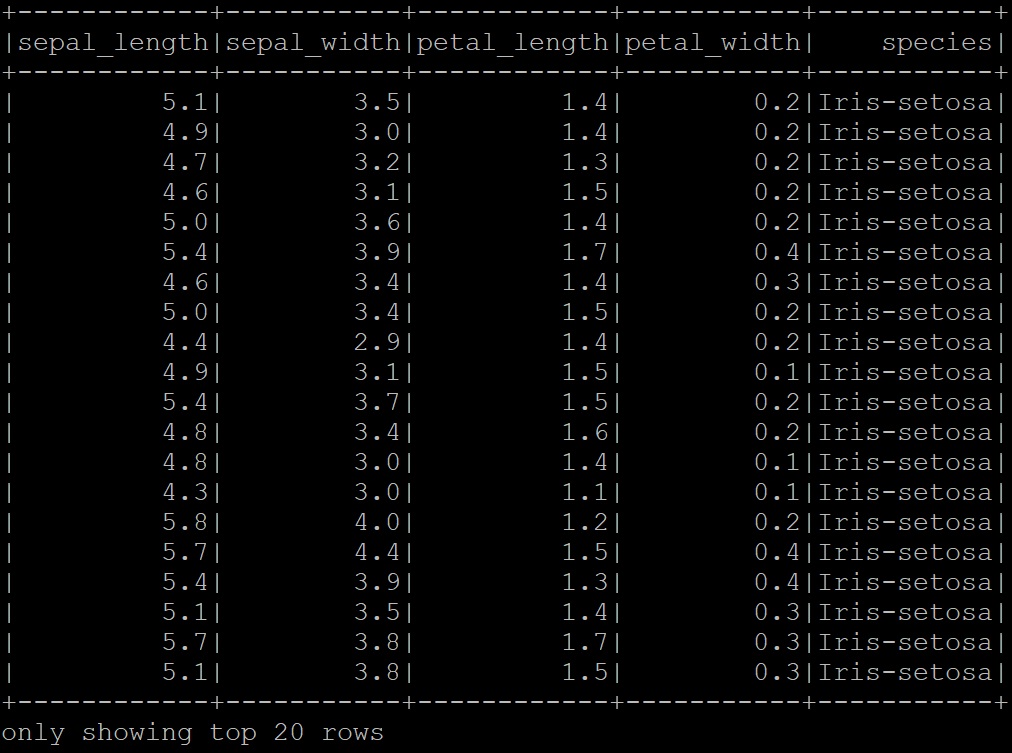 +------------+-----------+------------+-----------+-----------+
|sepal_length|sepal_width|petal_length|petal_width|    species|
+------------+-----------+------------+-----------+-----------+
|         5.1|        3.5|         1.4|        0.2|Iris-setosa|
|         4.9|        3.0|         1.4|        0.2|Iris-setosa|
|         4.7|        3.2|         1.3|        0.2|Iris-setosa|
|         4.6|        3.1|         1.5|        0.2|Iris-setosa|
|         5.0|        3.6|         1.4|        0.2|Iris-setosa|
|         5.4|        3.9|         1.7|        0.4|Iris-setosa|
|         4.6|        3.4|         1.4|        0.3|Iris-setosa|
|         5.0|        3.4|         1.5|        0.2|Iris-setosa|
|         4.4|        2.9|         1.4|        0.2|Iris-setosa|
|         4.9|        3.1|         1.5|        0.1|Iris-setosa|
|         5.4|        3.7|         1.5|        0.2|Iris-setosa|
|         4.8|        3.4|         1.6|        0.2|Iris-setosa|
|         4.8|        3.0|         1.4|        0.1|Iris-setosa|
|         4.3|        3.0|         1.1|        0.1|Iris-setosa|
|         5.8|        4.0|         1.2|        0.2|Iris-setosa|
|         5.7|        4.4|         1.5|        0.4|Iris-setosa|
|         5.4|        3.9|         1.3|        0.4|Iris-setosa|
|         5.1|        3.5|         1.4|        0.3|Iris-setosa|
|         5.7|        3.8|         1.7|        0.3|Iris-setosa|
|         5.1|        3.8|         1.5|        0.3|Iris-setosa|
+------------+-----------+------------+-----------+-----------+
only showing top 20 rows